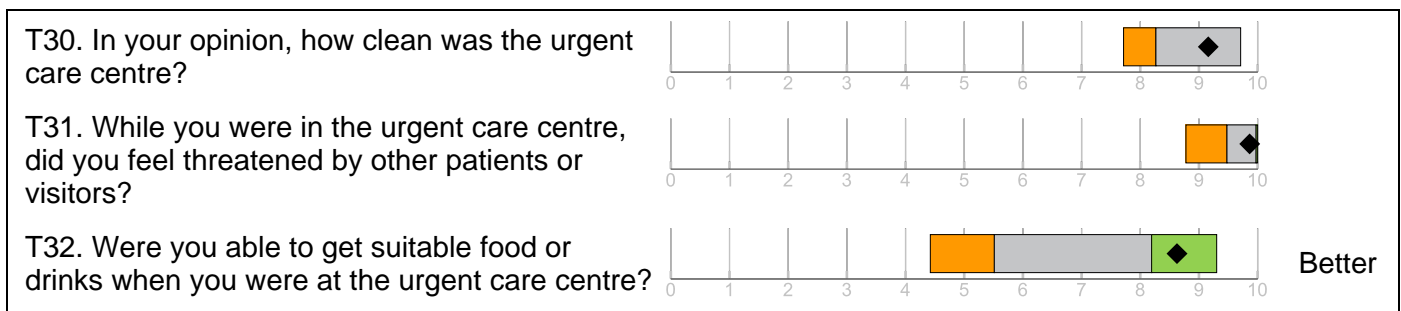 T30. In your opinion, how clean was the urgent
care centre?
0 1 2 3 4 5 6 7 8 9 10
T31. While you were in the urgent care centre,
did you feel threatened by other patients or
visitors?
0 1 2 3 4 5 6 7 8 9 10
T32. Were you able to get suitable food or
drinks when you were at the urgent care centre?
0 1 2 3 4 5 6 7 8 9 10
Better